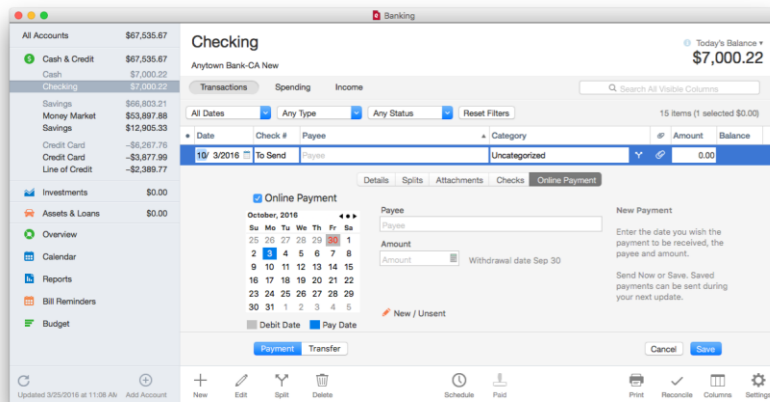 Banking
All Accounts $67,535.67
Cash & Credit $67,535.67
Cash $7,000.22
Checking $7,000.22
Savings $66,803.21
Money Market $53,897.88
Savings $12,905.33
Credit Card –$6,267.76
Credit Card –$3,877.99
Line of Credit –$2,389.77
Investments $0.00
Assets & Loans $0.00
Overview
Calendar
Reports
Bill Reminders
Budget
Updated 3/25/2016 at 11:08 AM
Add Account
Checking
Anytown Bank-CA New
Today's Balance
$7,000.22
Transactions Spending Income
Search All Visible Columns
All Dates Any Type Any Status Reset Filters
15 items (1 selected $0.00)
Date Check # Payee Category Amount Balance
10/ 3/2016 To Send Payee Uncategorized 0.00
Details Splits Attachments Checks Online Payment
Online Payment
October, 2016
Su Mo Tu We Th Fr Sa
25 26 27 28 29 30 1
2 3 4 5 6 7 8
9 10 11 12 13 14 15
16 17 18 19 20 21 22
23 24 25 26 27 28 29
30 31 1 2 3 4 5
Debit Date Pay Date
Payee
Payee
Amount
Amount Withdrawal date Sep 30
New / Unsent
New Payment
Enter the date you wish the
payment to be received, the
payee and amount.
Send Now or Save. Saved
payments can be sent during
your next update.
Payment Transfer
Cancel Save
New Edit Split Delete Schedule Paid Print Reconcile Columns Settings